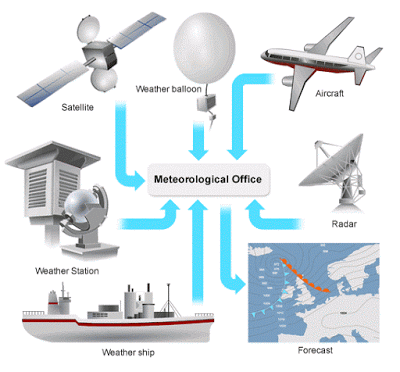 Satellite
Weather balloon
Aircraft
Meteorological Office
Radar
Weather Station
Weather ship
Forecast